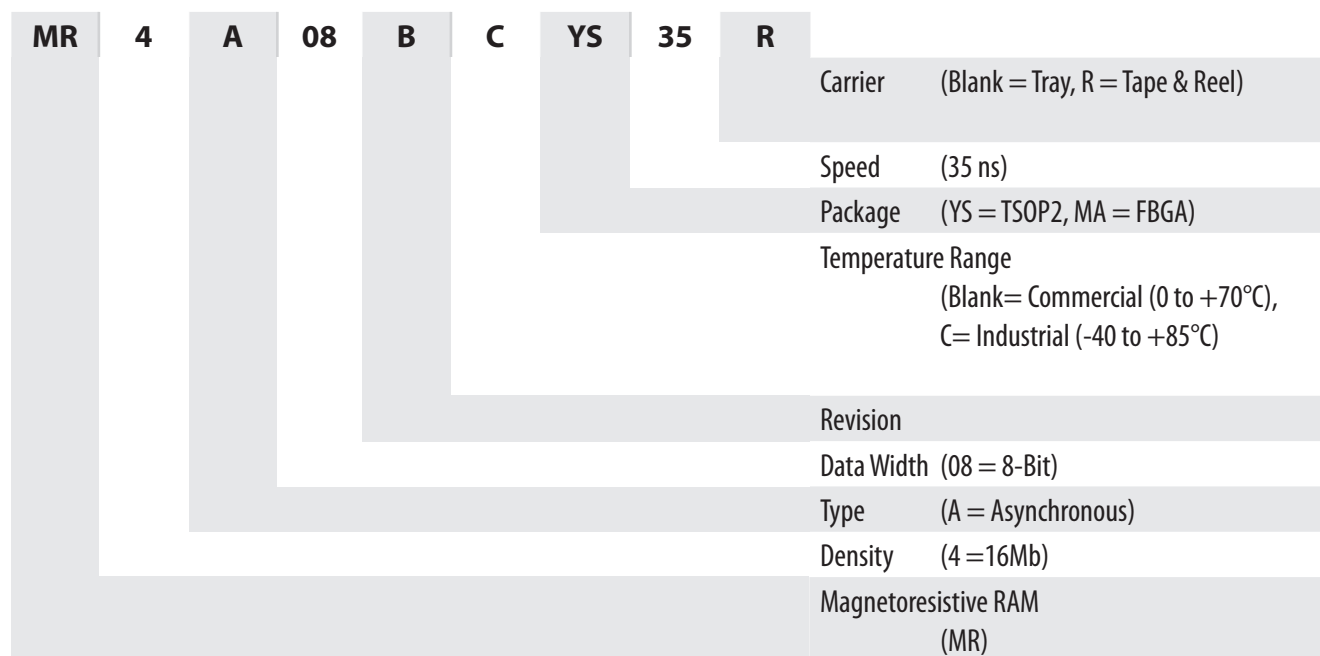 MR 4 A 08 B C YS 35 R
Carrier (Blank = Tray, R = Tape & Reel)
Speed (35 ns)
Package (YS = TSOP2, MA = FBGA)
Temperature Range
(Blank= Commercial (0 to +70°C),
C= Industrial (-40 to +85°C)
Revision
Data Width (08 = 8-Bit)
Type (A = Asynchronous)
Density (4 =16Mb)
Magnetoresistive RAM
(MR)